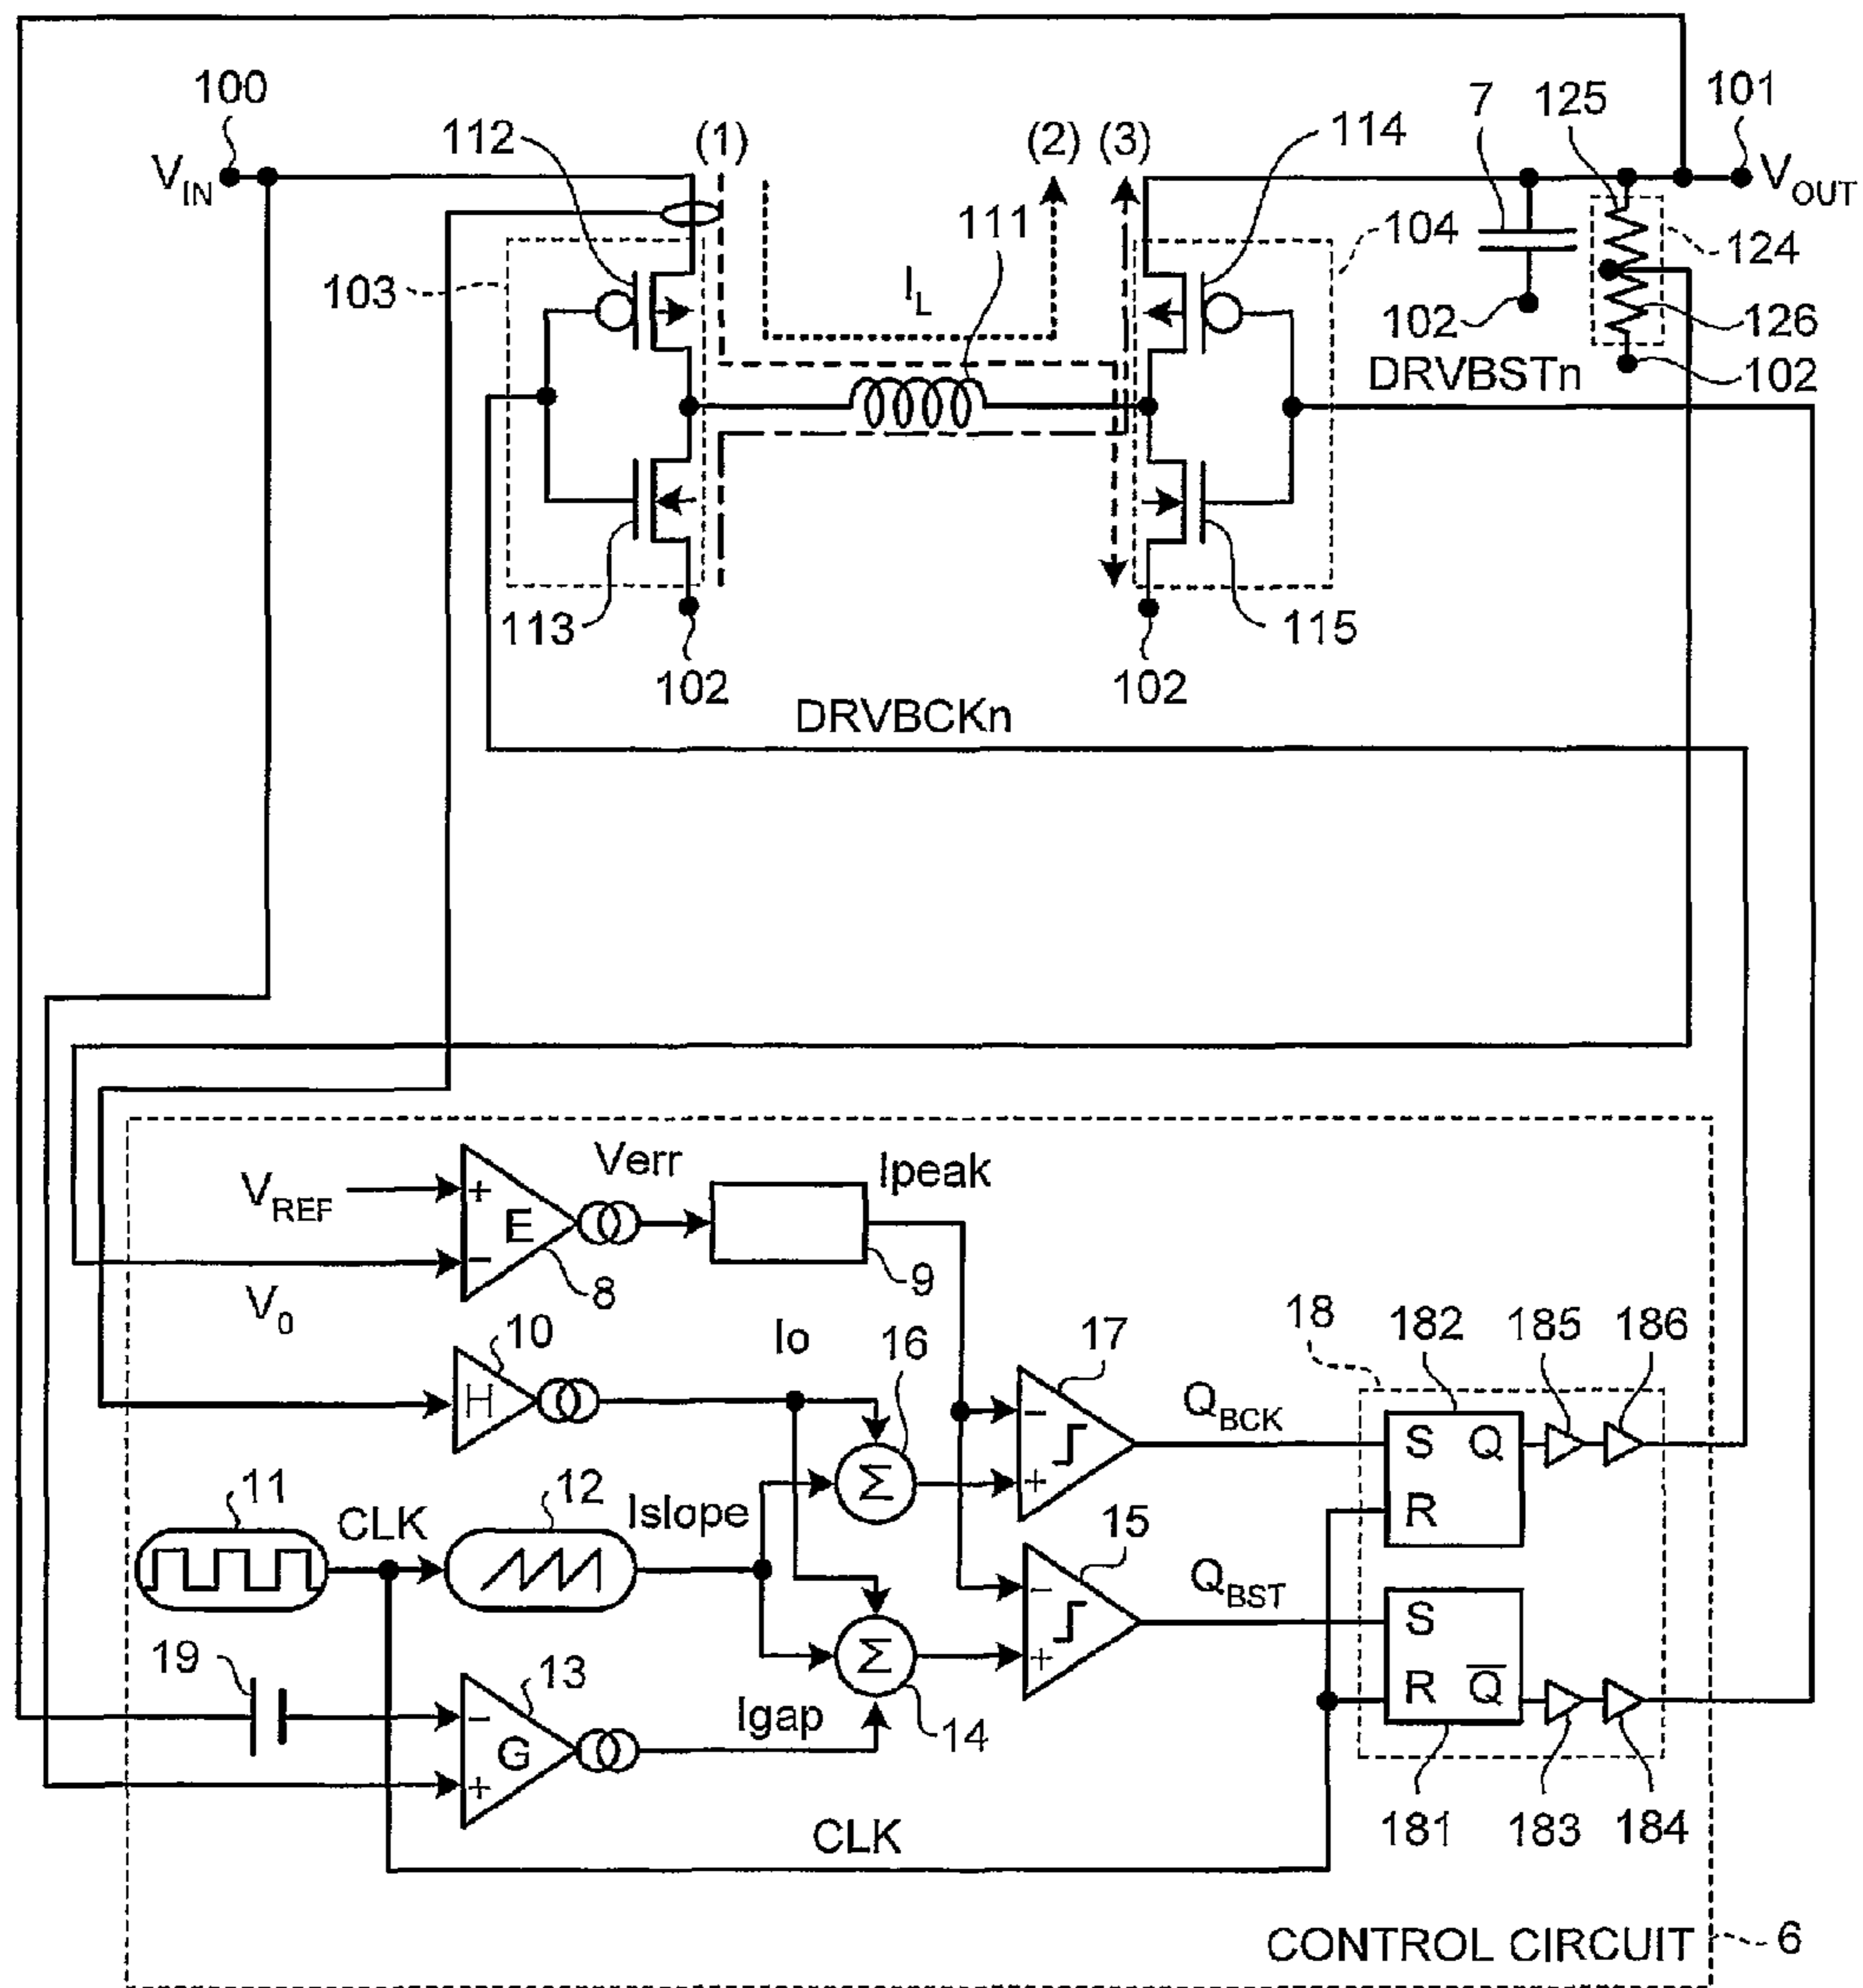 100
112
(1)
(2)
(3)
114
7
125
101
V_IN
V_OUT
111
104
124
103
I_L
102
126
DRVBSTn
102
113
115
102
102
DRVBCKn
Verr
Ipeak
V_REF
+
E
−
8
9
V_0
10
Io
16
17
18
182
185
186
H
−
Q_BCK
S
Q
Σ
+
R
11
CLK
12
Islope
15
−
Q_BST
S
19
13
Σ
+
R
Q̅
−
Igap
14
G
+
181
183
184
CLK
CONTROL CIRCUIT
6